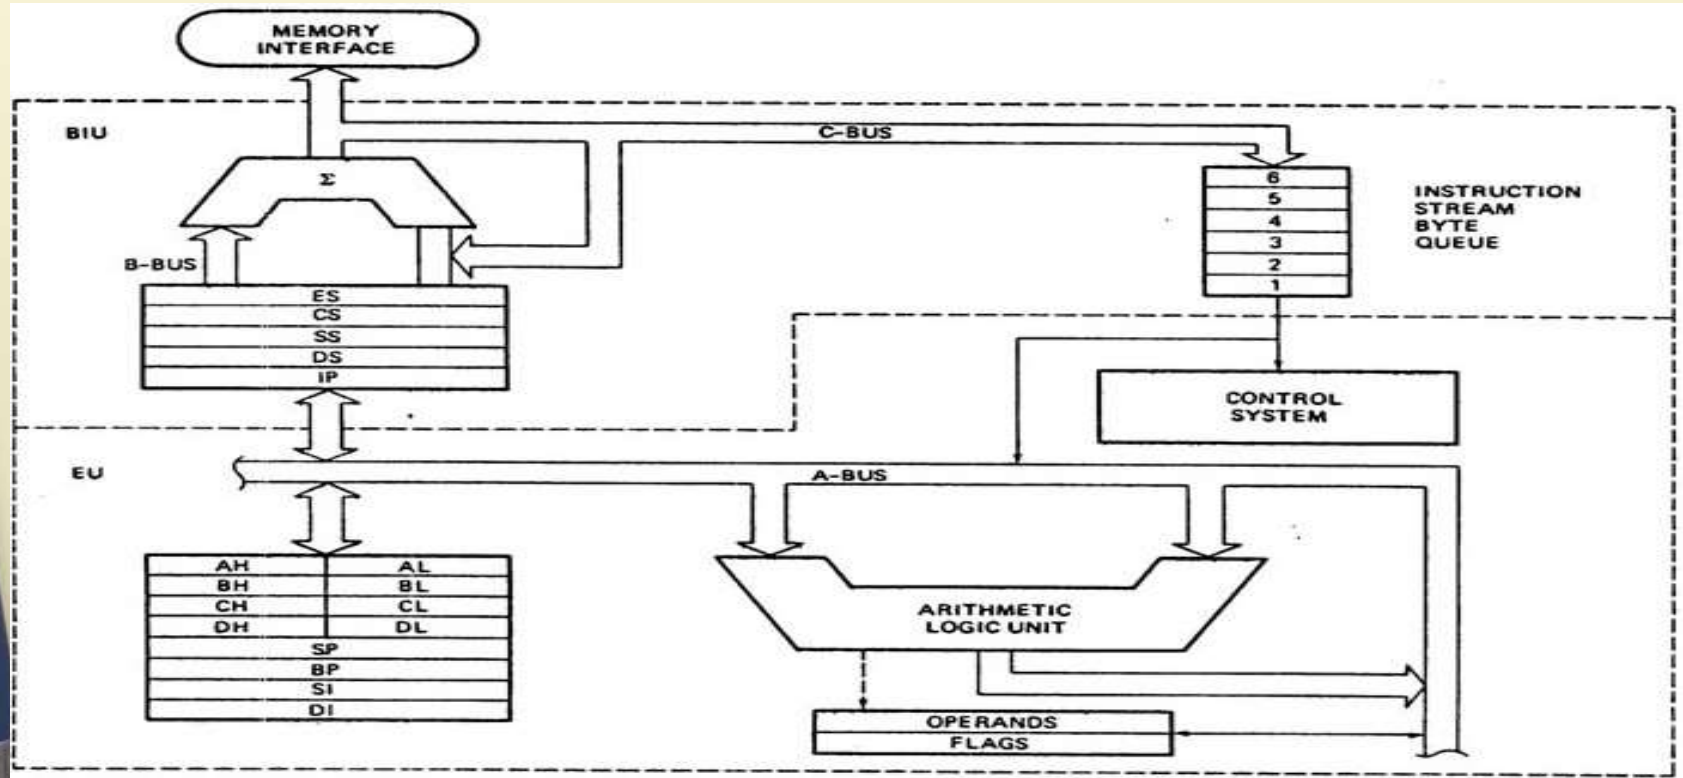 MEMORY
INTERFACE
BIU
C-BUS
Σ
6
5
4
3
2
1
INSTRUCTION
STREAM
BYTE
QUEUE
B-BUS
ES
CS
SS
DS
IP
CONTROL
SYSTEM
EU
A-BUS
AH AL
BH BL
CH CL
DH DL
SP
BP
SI
DI
ARITHMETIC
LOGIC UNIT
OPERANDS
FLAGS